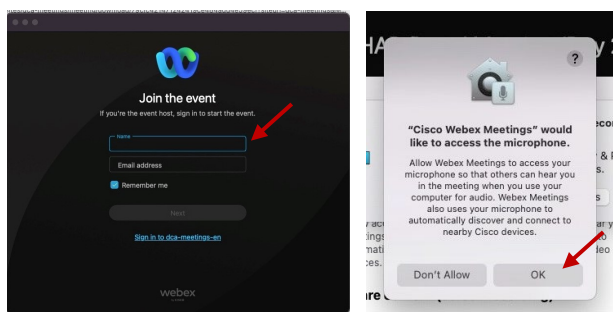 Join the event
If you're the event host, sign in to start the event.
Name
Email address
Remember me
Next
Sign in to dca-meetings-en
webex
?
"Cisco Webex Meetings" would
like to access the microphone.
Allow Webex Meetings to access your
microphone so that others can hear you
in the meeting when you use your
computer for audio. Webex Meetings
also uses your microphone to
automatically discover and connect to
nearby Cisco devices.
Don't Allow
OK